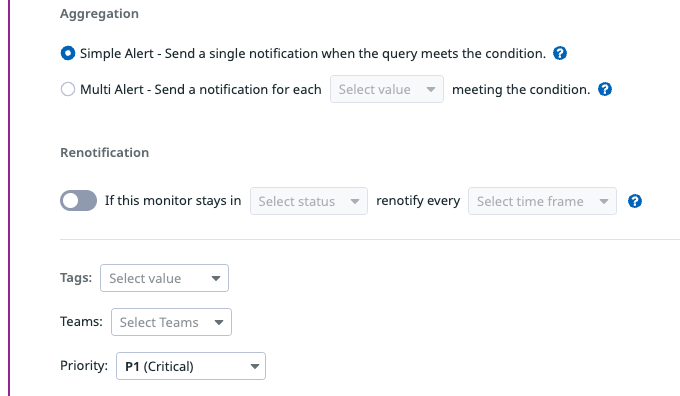 Aggregation
Simple Alert - Send a single notification when the query meets the condition. ?
Multi Alert - Send a notification for each Select value meeting the condition. ?
Renotification
If this monitor stays in Select status renotify every Select time frame ?
Tags: Select value
Teams: Select Teams
Priority: P1 (Critical)